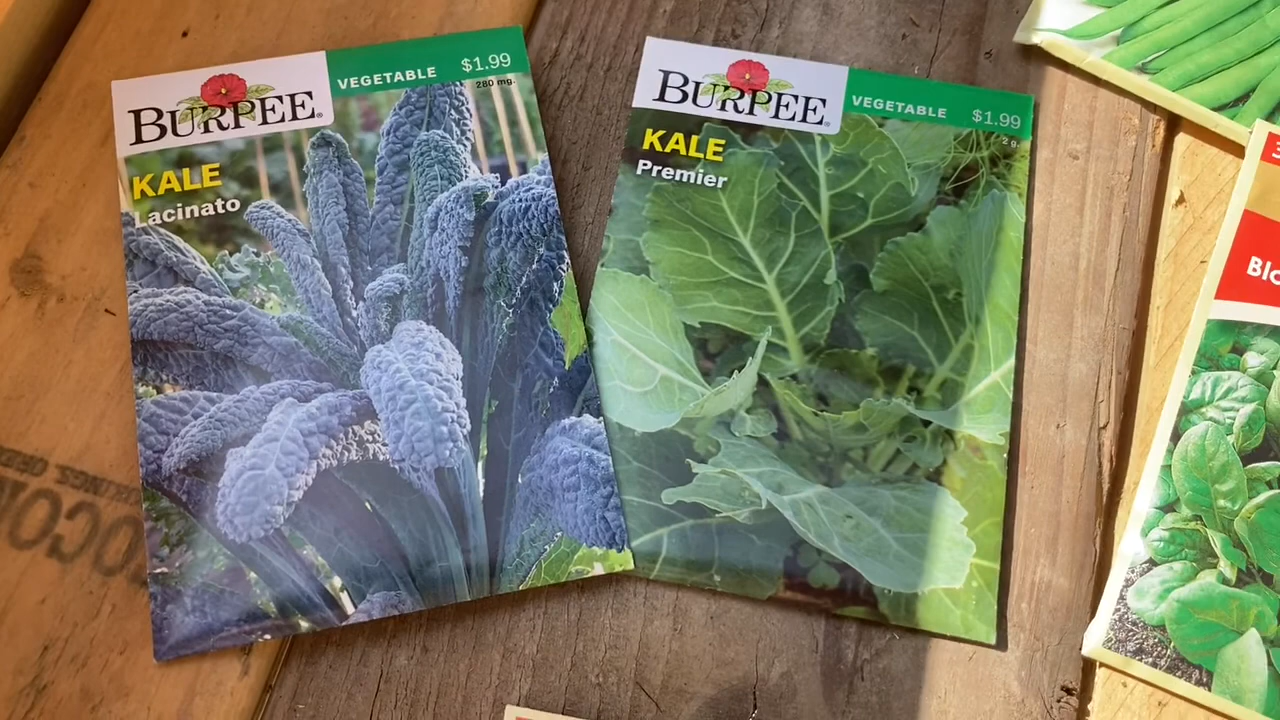 BURPEE®
VEGETABLE $1.99
280 mg.
KALE
Lacinato
BURPEE®
VEGETABLE $1.99
2 g.
KALE
Premier